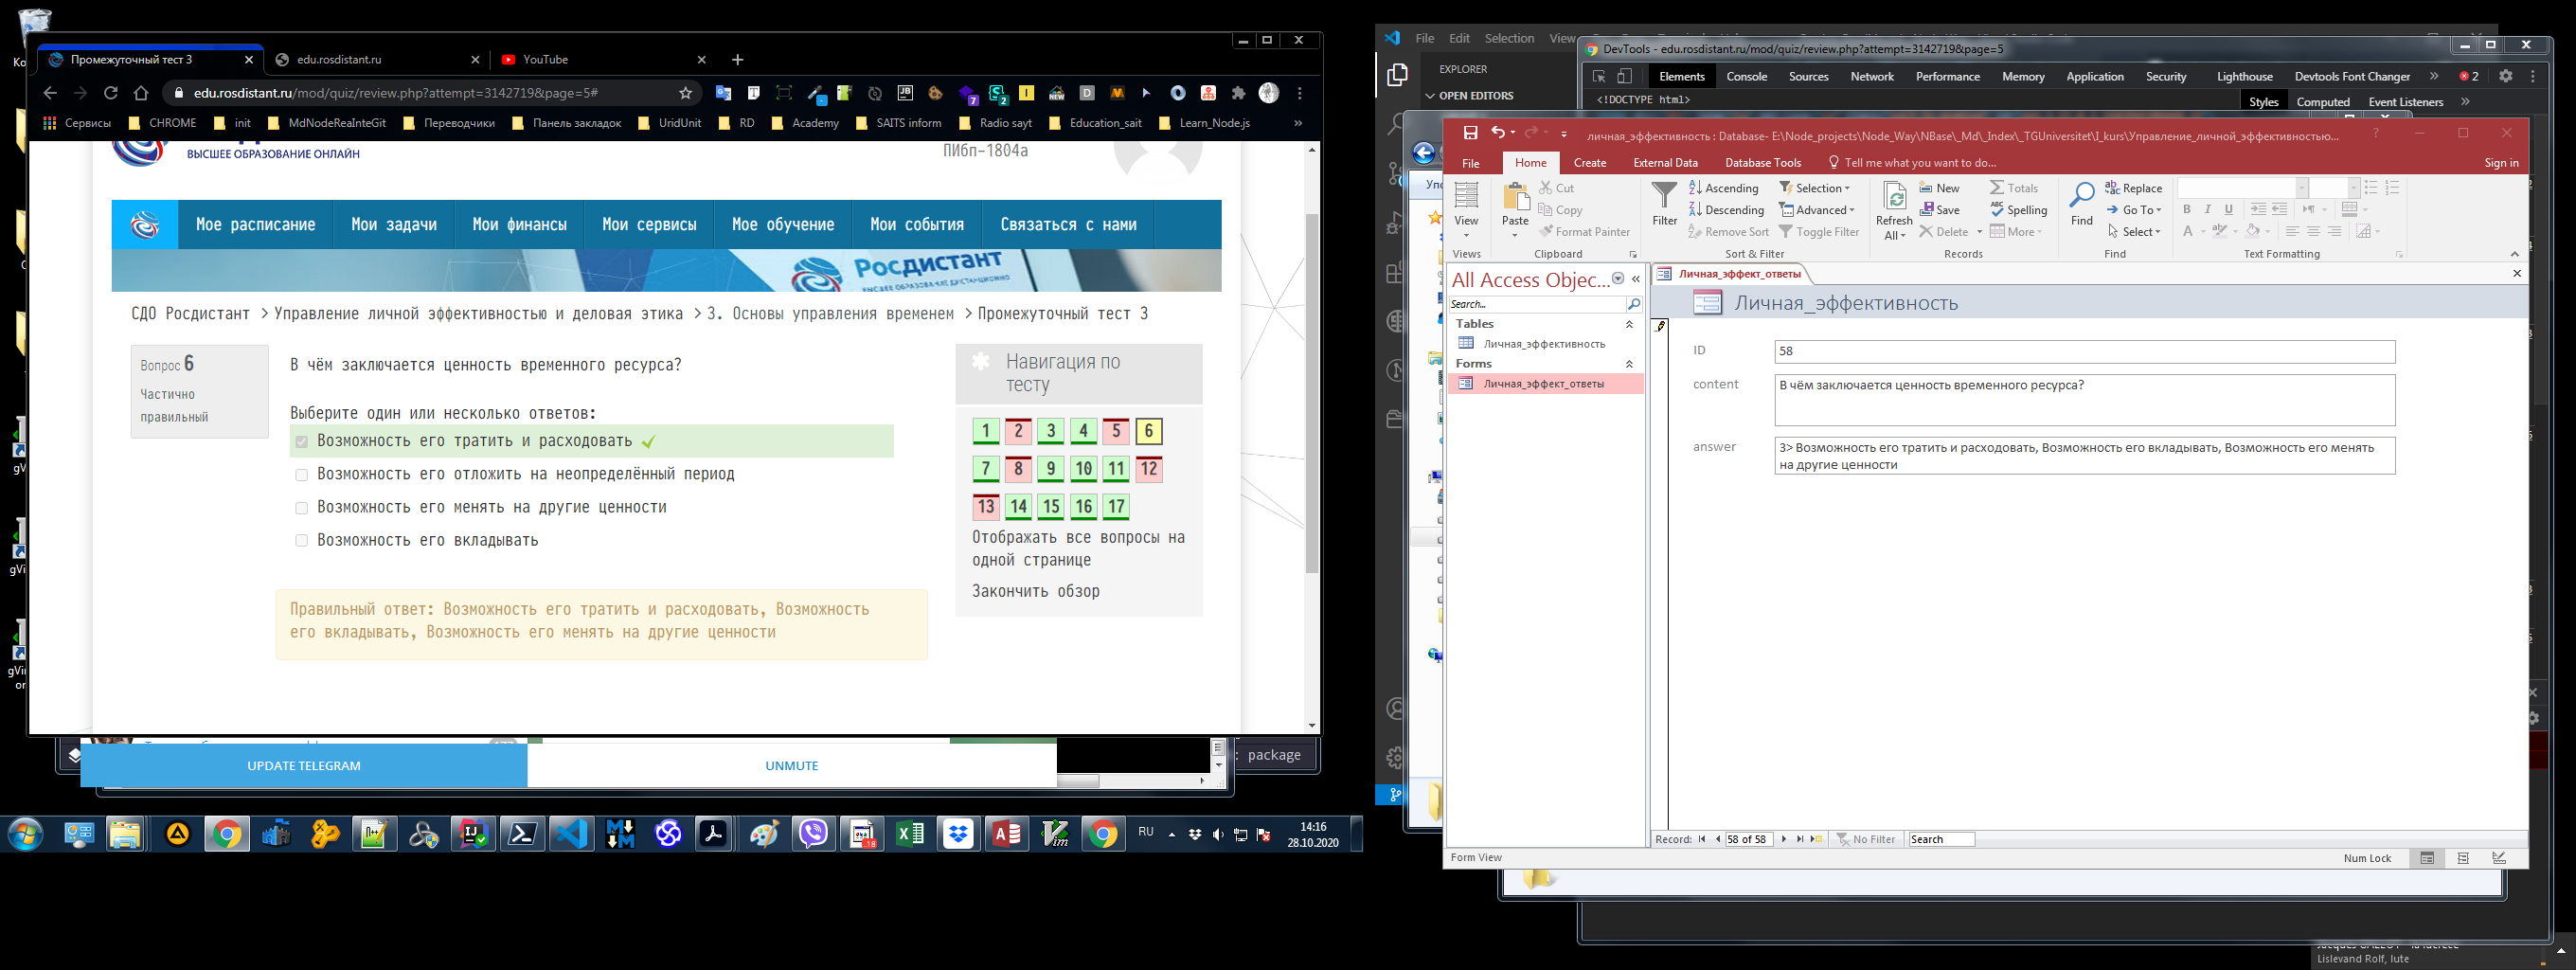 Промежуточный тест 3
edu.rosdistant.ru
YouTube
edu.rosdistant.ru/mod/quiz/review.php?attempt=3142719&page=5#
Сервисы
CHROME
init
MdNodeReaInteGit
Переводчики
Панель закладок
UridUnit
RD
Academy
SAITS inform
Radio sayt
Education_sait
Learn_Node.js
ВЫСШЕЕ ОБРАЗОВАНИЕ ОНЛАЙН
ПИбп-1804а
Мое расписание
Мои задачи
Мои финансы
Мои сервисы
Мое обучение
Мои события
Связаться с нами
Росдистант
ВЫСШЕЕ ОБРАЗОВАНИЕ ДИСТАНЦИОННО
СДО Росдистант > Управление личной эффективностью и деловая этика > 3. Основы управления временем > Промежуточный тест 3
Вопрос 6
Частично
правильный
В чём заключается ценность временного ресурса?
Выберите один или несколько ответов:
Возможность его тратить и расходовать
Возможность его отложить на неопределённый период
Возможность его менять на другие ценности
Возможность его вкладывать
Правильный ответ: Возможность его тратить и расходовать, Возможность
его вкладывать, Возможность его менять на другие ценности
Навигация по
тесту
1 2 3 4 5 6
7 8 9 10 11 12
13 14 15 16 17
Отображать все вопросы на
одной странице
Закончить обзор
UPDATE TELEGRAM
UNMUTE
: package
RU
14:16
28.10.2020
File Edit Selection View
EXPLORER
OPEN EDITORS
DevTools - edu.rosdistant.ru/mod/quiz/review.php?attempt=3142719&page=5
Elements Console Sources Network Performance Memory Application Security Lighthouse Devtools Font Changer » 2
<!DOCTYPE html>
Styles Computed Event Listeners »
личная_эффективность : Database- E:\Node_projects\Node_Way\NBase\_Md\_Index\_TGUniversitet\I_kurs\Управление_личной_эффективностью...
File Home Create External Data Database Tools Tell me what you want to do... Sign in
View
Views
Paste
Cut
Copy
Format Painter
Clipboard
Filter
Ascending
Descending
Remove Sort
Selection
Advanced
Toggle Filter
Sort & Filter
Refresh
All
New
Save
Delete
Totals
Spelling
More
Records
Find
Replace
Go To
Select
Find
B I U
Text Formatting
All Access Objec...
Search...
Tables
Личная_эффективность
Forms
Личная_эффект_ответы
Личная_эффект_ответы
Личная_эффективность
ID
58
content
В чём заключается ценность временного ресурса?
answer
3> Возможность его тратить и расходовать, Возможность его вкладывать, Возможность его менять
на другие ценности
Record: 58 of 58 No Filter Search
Form View
Num Lock
Lislevand Rolf, lute